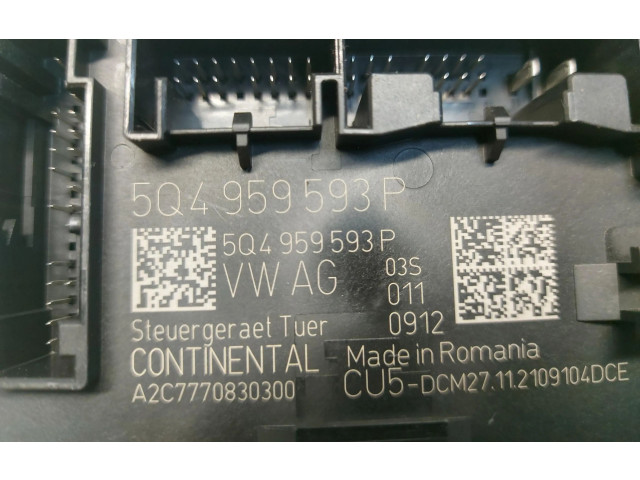 5Q4 959 593 P
5Q4 959 593 P
VW AG
03S
011
Steuergeraet Tuer
0912
CONTINENTAL
Made in Romania
A2C7770830300
CU5-DCM27.11.2109104DCE